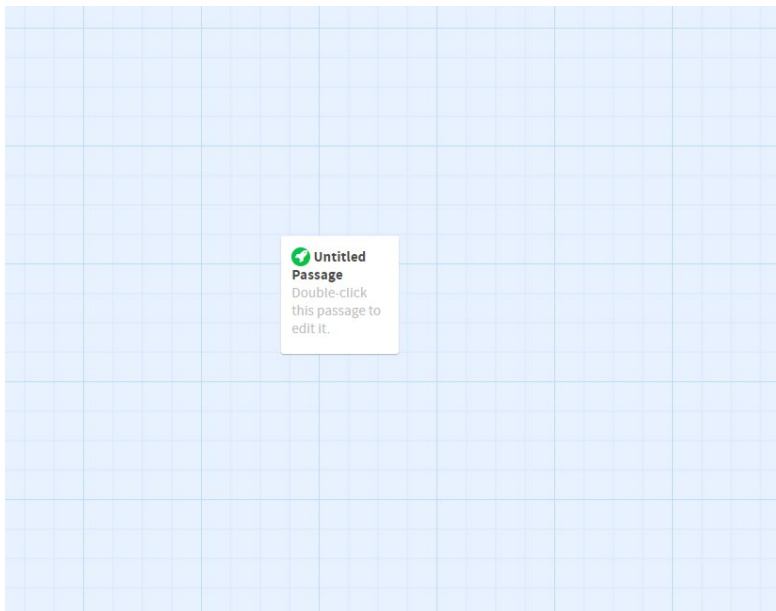 Untitled
Passage
Double-click
this passage to
edit it.